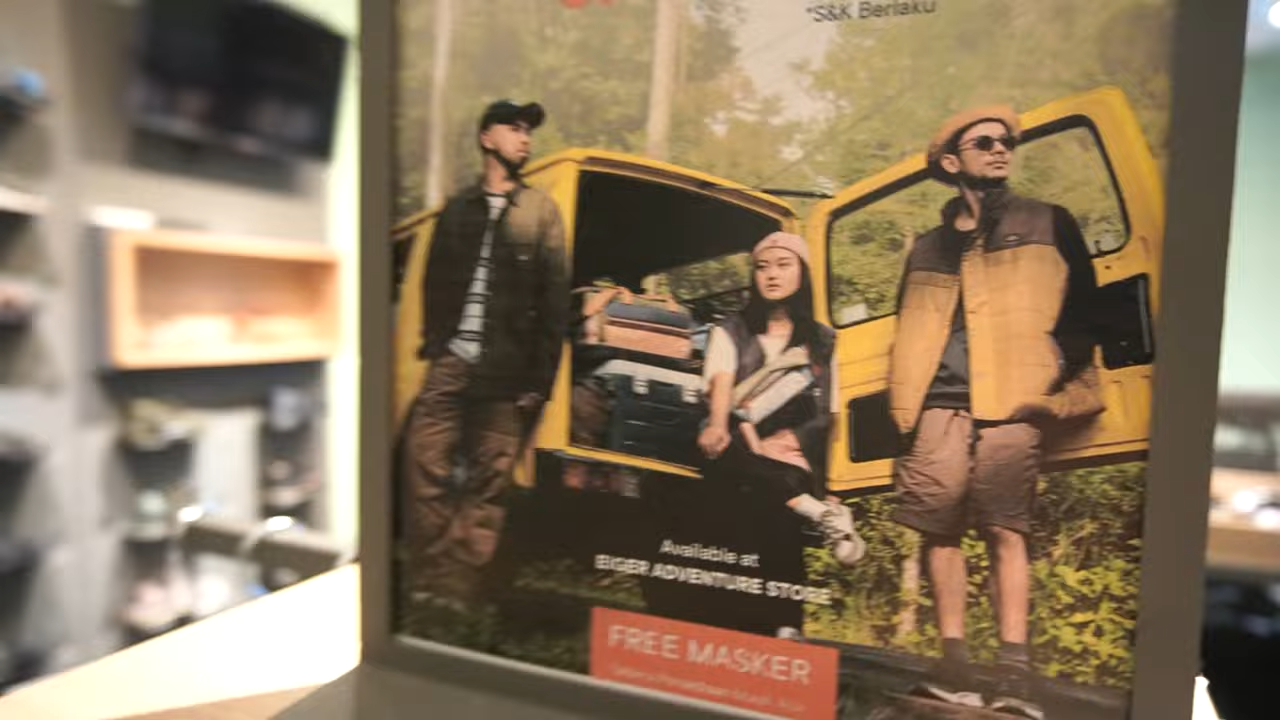 *S&K Berlaku
Available at
EIGER ADVENTURE STORE
FREE MASKER